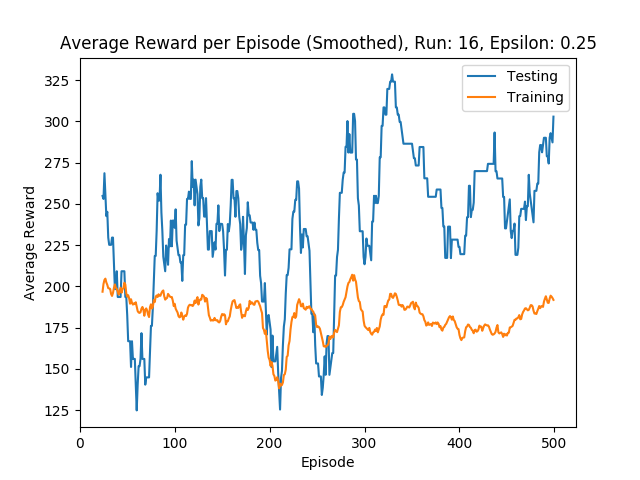 Average Reward per Episode (Smoothed), Run: 16, Epsilon: 0.25
Testing
Training
Average Reward
325
300
275
250
225
200
175
150
125
0 100 200 300 400 500
Episode